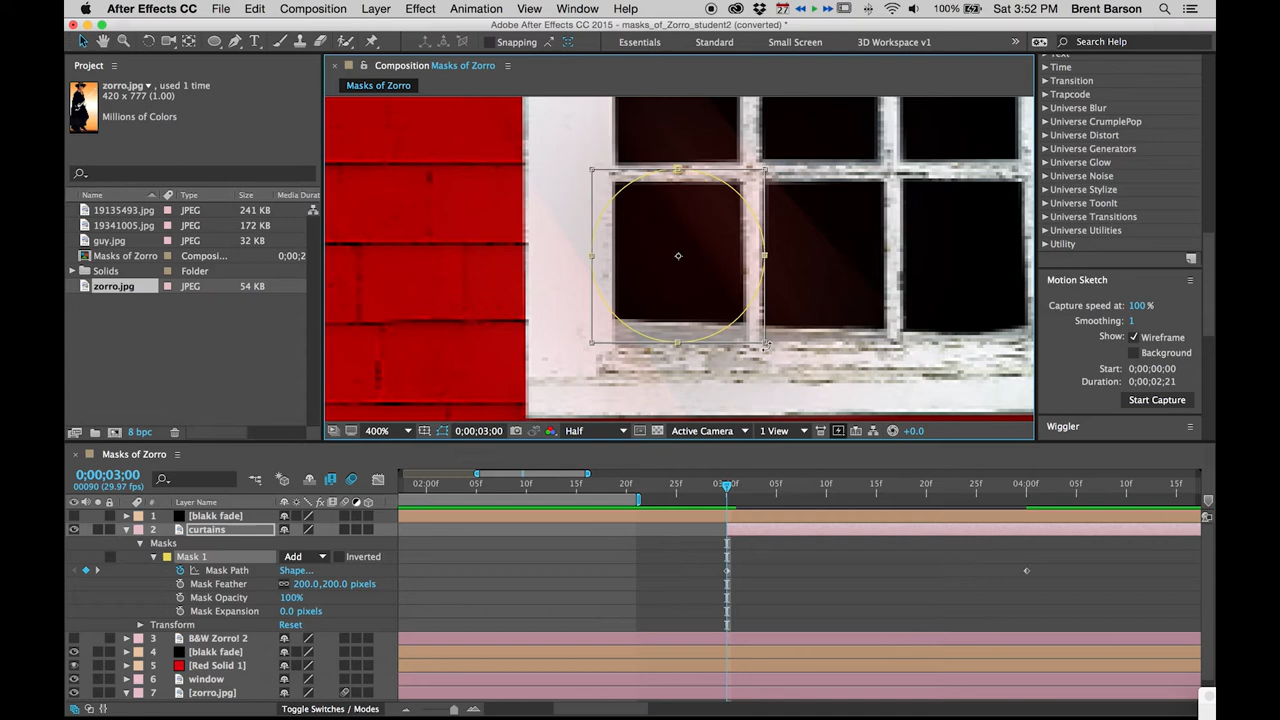 After Effects CC File Edit Composition Layer Effect Animation View Window Help 27 100% Sat 3:52 PM Brent Barson
Adobe After Effects CC 2015 - masks_of_Zorro_student2 (converted) *
Snapping Essentials Standard Small Screen 3D Workspace v1 Search Help
Project
Composition Masks of Zorro
Masks of Zorro
zorro.jpg , used 1 time
420 x 777 (1.00)
Millions of Colors
Name Type Size Media Dura
19135493.jpg JPEG 241 KB
19341005.jpg JPEG 172 KB
guy.jpg JPEG 32 KB
Masks of Zorro Composi... 0;00;2
Solids Folder
zorro.jpg JPEG 54 KB
8 bpc
400% 0;00;03;00 Half Active Camera 1 View +0.0
Time
Transition
Trapcode
Universe Blur
Universe CrumplePop
Universe Distort
Universe Generators
Universe Glow
Universe Noise
Universe Stylize
Universe ToonIt
Universe Transitions
Universe Utilities
Utility
Motion Sketch
Capture speed at: 100 %
Smoothing: 1
Show: Wireframe
Background
Start: 0;00;00;00
Duration: 0;00;02;21
Start Capture
Wiggler
Masks of Zorro
0;00;03;00
00090 (29.97 fps)
02:00f 05f 10f 15f 20f 25f 05f 10f 15f 20f 25f 04:00f 05f 10f 15f
# Layer Name
1 [blakk fade]
2 curtains
Masks
Mask 1 Add Inverted
Mask Path Shape...
Mask Feather 200.0,200.0 pixels
Mask Opacity 100%
Mask Expansion 0.0 pixels
Transform Reset
3 B&W Zorro! 2
4 [blakk fade]
5 [Red Solid 1]
6 window
7 [zorro.jpg]
Toggle Switches / Modes